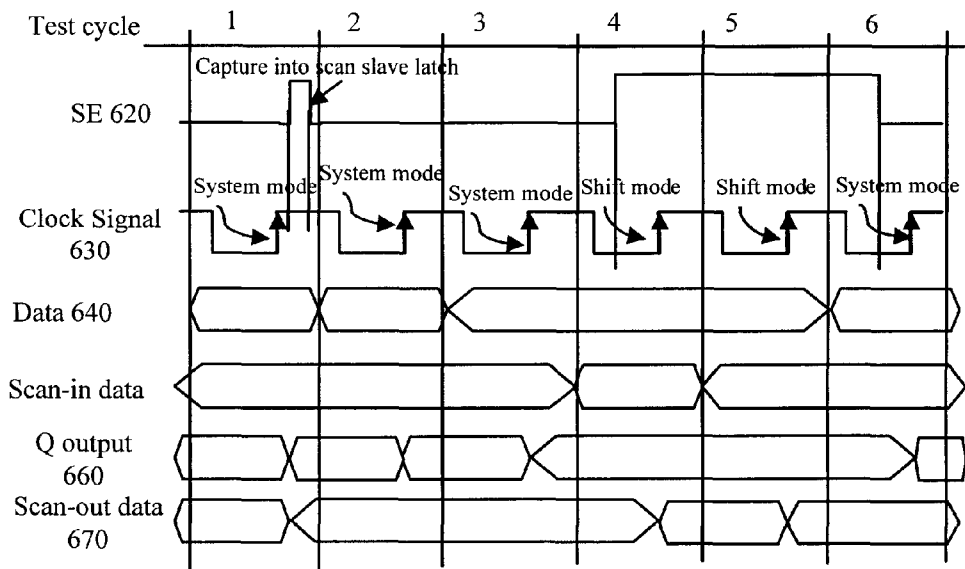 Test cycle 1 2 3 4 5 6
Capture into scan slave latch
SE 620
System mode System mode System mode Shift mode Shift mode System mode
Clock Signal
630
Data 640
Scan-in data
Q output
660
Scan-out data
670